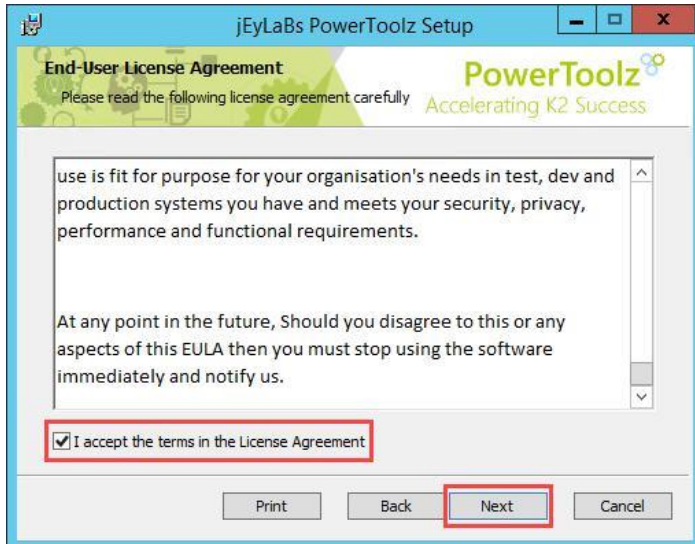 jEyLaBs PowerToolz Setup
End-User License Agreement
Please read the following license agreement carefully
PowerToolz
Accelerating K2 Success
use is fit for purpose for your organisation's needs in test, dev and
production systems you have and meets your security, privacy,
performance and functional requirements.
At any point in the future, Should you disagree to this or any
aspects of this EULA then you must stop using the software
immediately and notify us.
I accept the terms in the License Agreement
Print Back Next Cancel